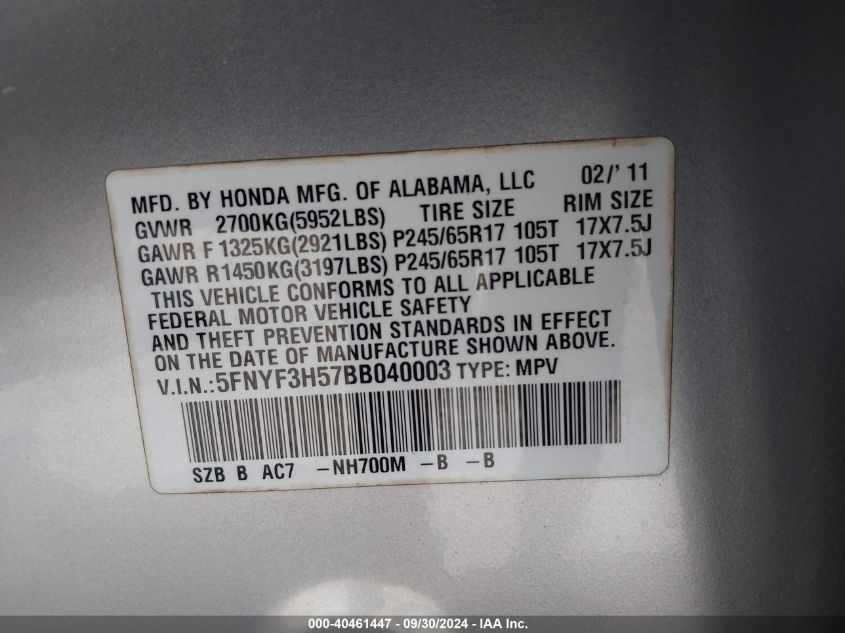 MFD. BY HONDA MFG. OF ALABAMA, LLC 02/' 11
GVWR 2700KG(5952LBS) TIRE SIZE RIM SIZE
GAWR F 1325KG(2921LBS) P245/65R17 105T 17X7.5J
GAWR R1450KG(3197LBS) P245/65R17 105T 17X7.5J
THIS VEHICLE CONFORMS TO ALL APPLICABLE
FEDERAL MOTOR VEHICLE SAFETY
AND THEFT PREVENTION STANDARDS IN EFFECT
ON THE DATE OF MANUFACTURE SHOWN ABOVE.
V.I.N.:5FNYF3H57BB040003 TYPE: MPV
SZB B AC7 -NH700M -B -B
000-40461447 - 09/30/2024 - IAA Inc.